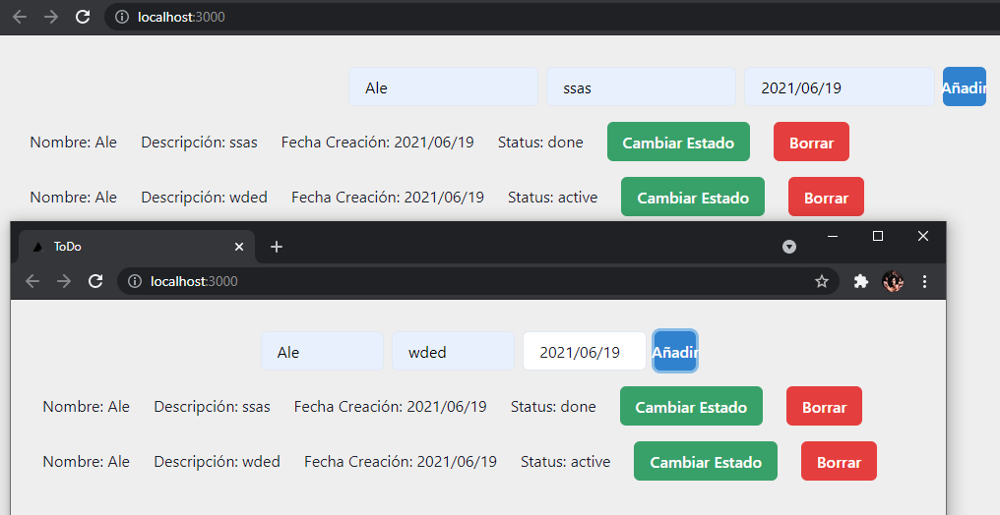 localhost:3000
Ale ssas 2021/06/19 Añadir
Nombre: Ale Descripción: ssas Fecha Creación: 2021/06/19 Status: done Cambiar Estado Borrar
Nombre: Ale Descripción: wded Fecha Creación: 2021/06/19 Status: active Cambiar Estado Borrar
ToDo
localhost:3000
Ale wded 2021/06/19 Añadir
Nombre: Ale Descripción: ssas Fecha Creación: 2021/06/19 Status: done Cambiar Estado Borrar
Nombre: Ale Descripción: wded Fecha Creación: 2021/06/19 Status: active Cambiar Estado Borrar